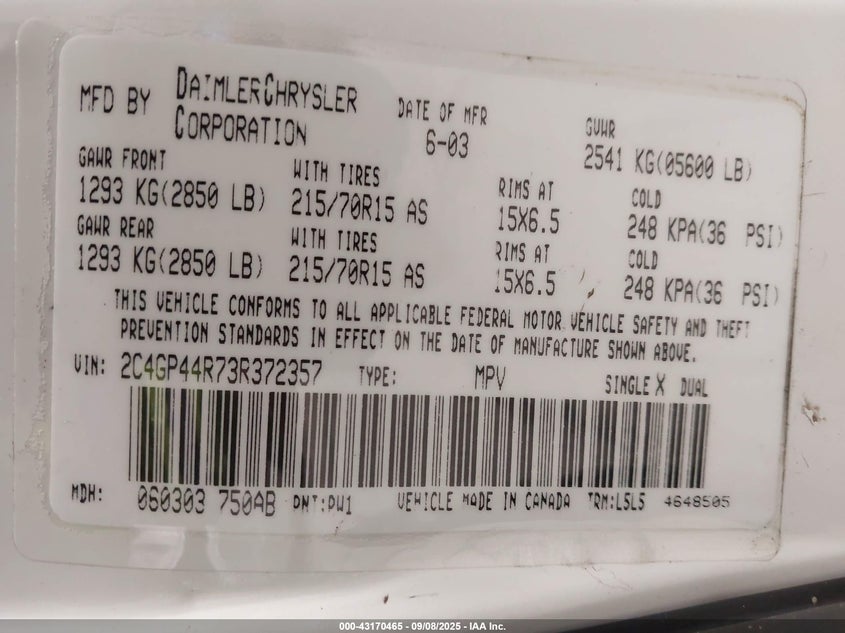 MFD BY DAIMLERCHRYSLER CORPORATION DATE OF MFR 6-03 GVWR 2541 KG(05600 LB)
GAWR FRONT WITH TIRES RIMS AT COLD
1293 KG(2850 LB) 215/70R15 AS 15X6.5 248 KPA(36 PSI)
GAWR REAR WITH TIRES RIMS AT COLD
1293 KG(2850 LB) 215/70R15 AS 15X6.5 248 KPA(36 PSI)
THIS VEHICLE CONFORMS TO ALL APPLICABLE FEDERAL MOTOR VEHICLE SAFETY AND THEFT
PREVENTION STANDARDS IN EFFECT ON THE DATE OF MANUFACTURE SHOWN ABOVE.
VIN: 2C4GP44R73R372357 TYPE: MPV SINGLE X DUAL
MDH: 060303 750AB PNT:PW1 VEHICLE MADE IN CANADA TRM:L5L5 4648505
000-43170465 - 09/08/2025 - IAA Inc.